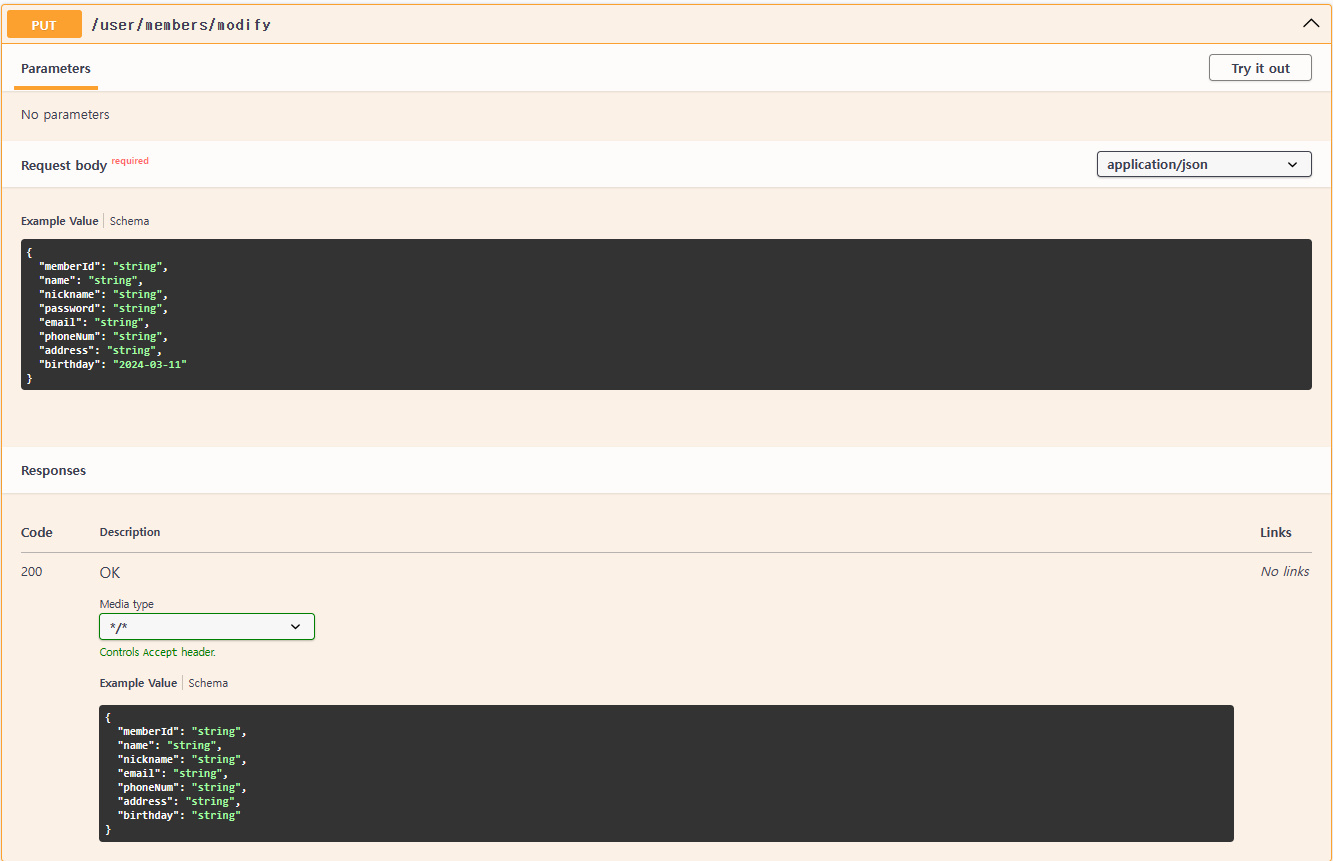 PUT /user/members/modify
Parameters Try it out
No parameters
Request body required application/json
Example Value Schema
{
"memberId": "string",
"name": "string",
"nickname": "string",
"password": "string",
"email": "string",
"phoneNum": "string",
"address": "string",
"birthday": "2024-03-11"
}
Responses
Code Description Links
200 OK No links
Media type
*/*
Controls Accept header.
Example Value Schema
{
"memberId": "string",
"name": "string",
"nickname": "string",
"email": "string",
"phoneNum": "string",
"address": "string",
"birthday": "string"
}